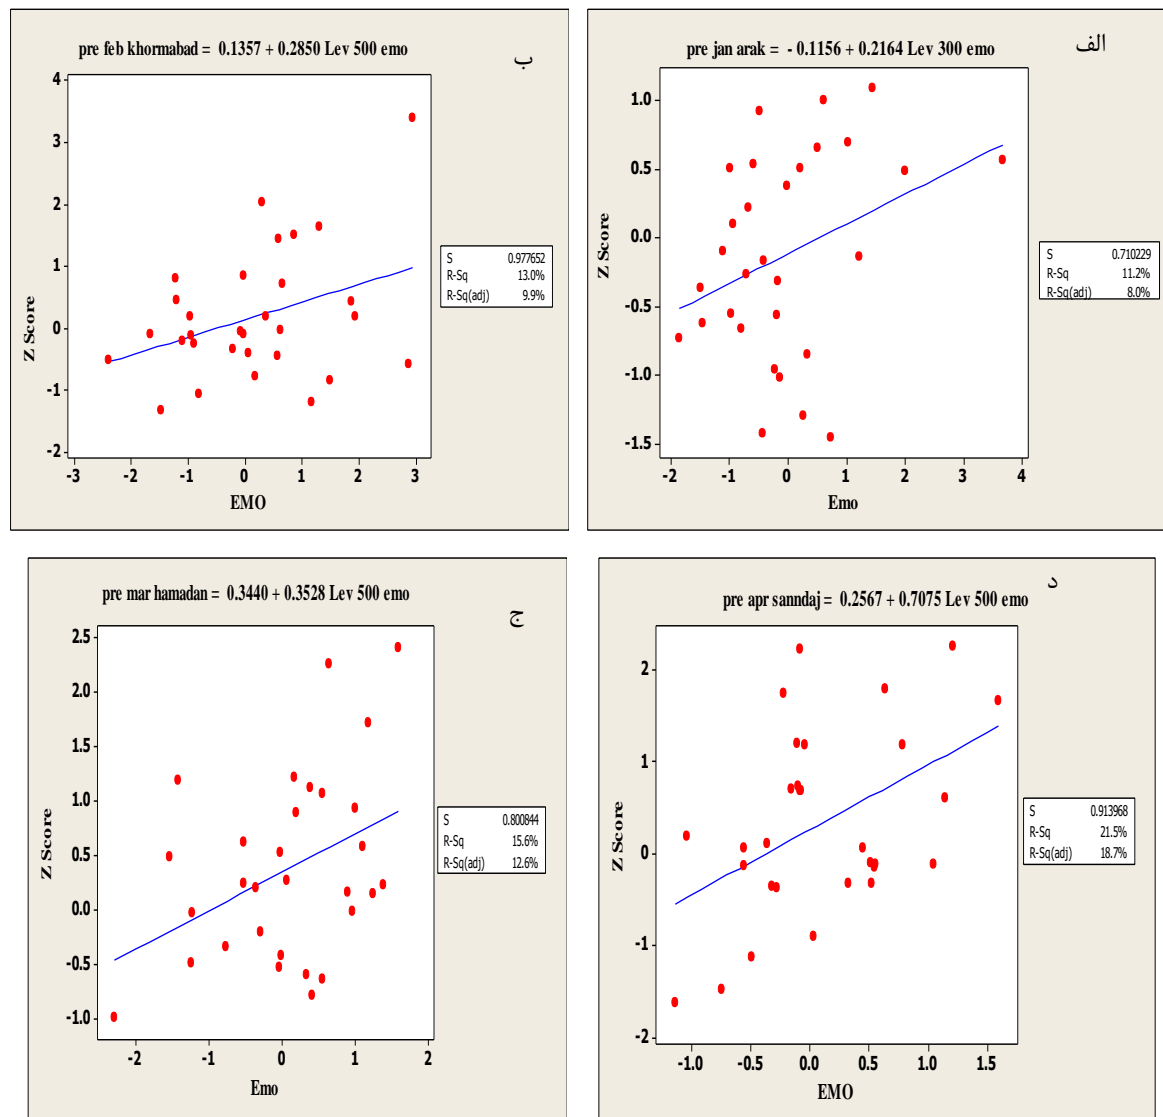 pre feb khormabad = 0.1357 + 0.2850 Lev 500 emo
ب
4
3
2
1
0
-1
-2
Z Score
-3 -2 -1 0 1 2 3
EMO
S 0.977652
R-Sq 13.0%
R-Sq(adj) 9.9%
pre jan arak = - 0.1156 + 0.2164 Lev 300 emo
الف
1.0
0.5
0.0
-0.5
-1.0
-1.5
Z Score
-2 -1 0 1 2 3 4
Emo
S 0.710229
R-Sq 11.2%
R-Sq(adj) 8.0%
pre mar hamadan = 0.3440 + 0.3528 Lev 500 emo
ج
2.5
2.0
1.5
1.0
0.5
0.0
-0.5
-1.0
Z Score
-2 -1 0 1 2
Emo
S 0.800844
R-Sq 15.6%
R-Sq(adj) 12.6%
د
pre apr sanndaj = 0.2567 + 0.7075 Lev 500 emo
2
1
0
-1
-2
Z Score
-1.0 -0.5 0.0 0.5 1.0 1.5
EMO
S 0.913968
R-Sq 21.5%
R-Sq(adj) 18.7%